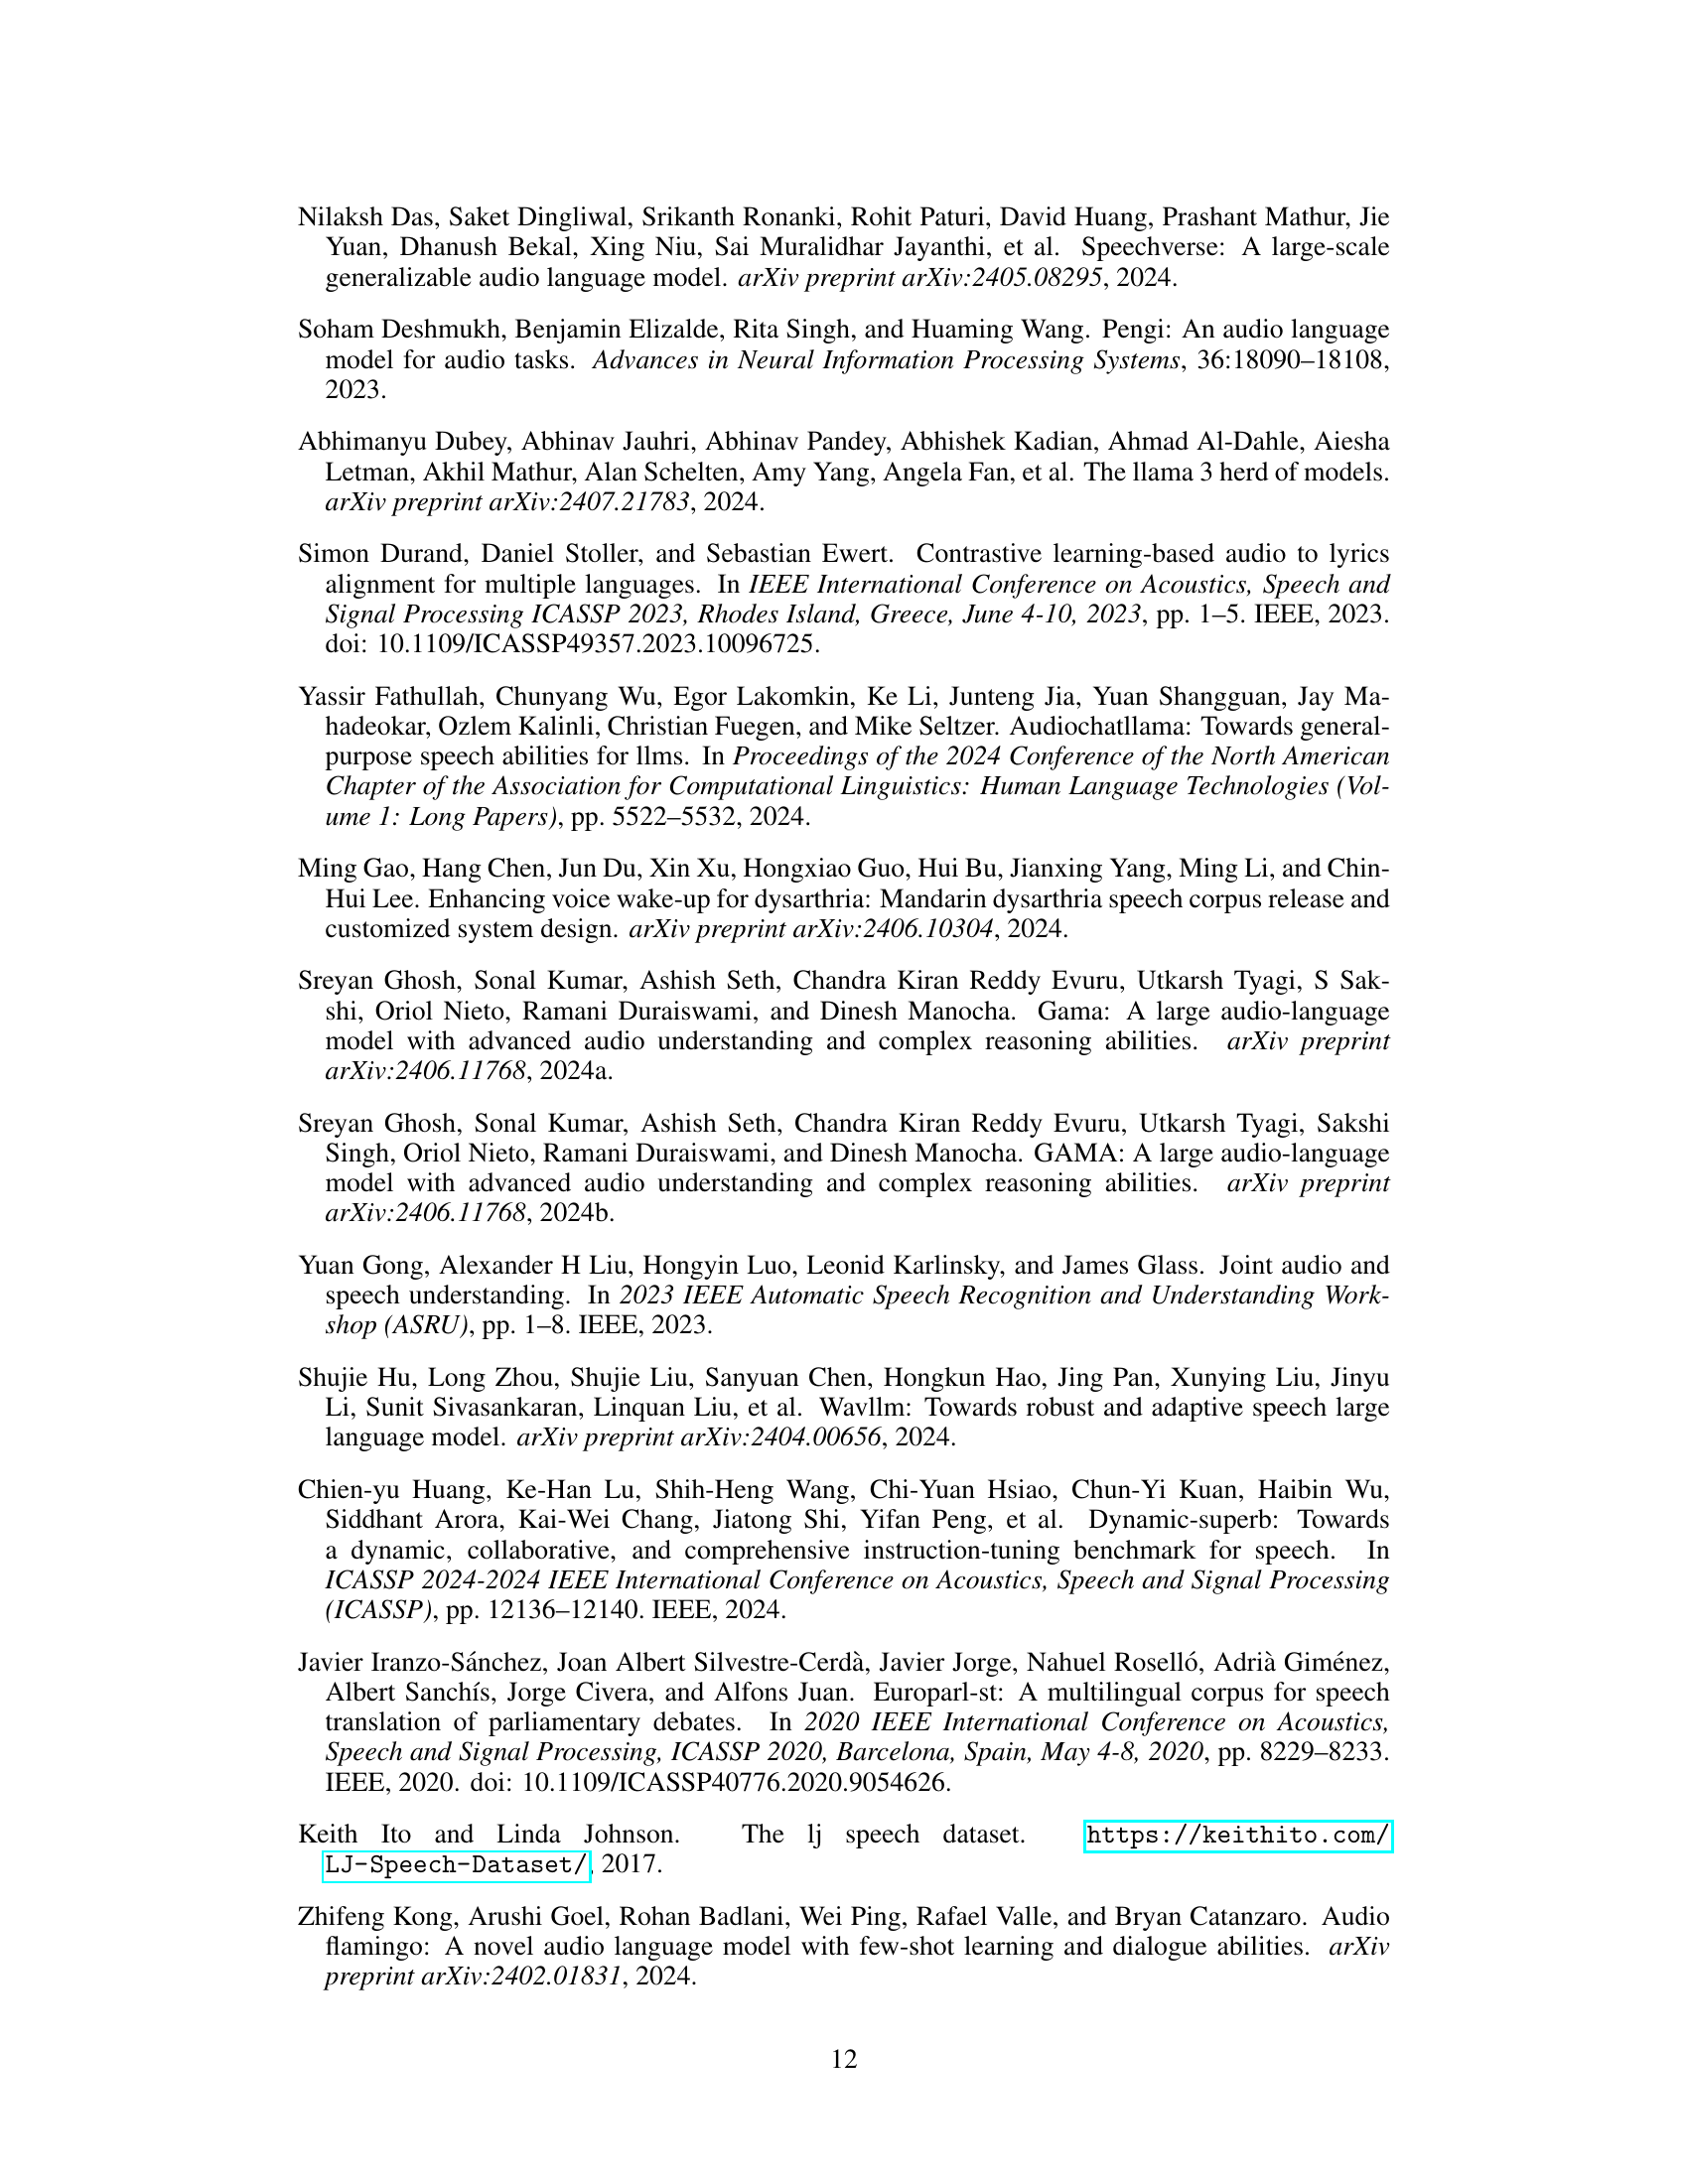 Nilaksh Das, Saket Dingliwal, Srikanth Ronanki, Rohit Paturi, David Huang, Prashant Mathur, Jie
Yuan, Dhanush Bekal, Xing Niu, Sai Muralidhar Jayanthi, et al. Speechverse: A large-scale
generalizable audio language model. arXiv preprint arXiv:2405.08295, 2024.
Soham Deshmukh, Benjamin Elizalde, Rita Singh, and Huaming Wang. Pengi: An audio language
model for audio tasks. Advances in Neural Information Processing Systems, 36:18090–18108,
2023.
Abhimanyu Dubey, Abhinav Jauhri, Abhinav Pandey, Abhishek Kadian, Ahmad Al-Dahle, Aiesha
Letman, Akhil Mathur, Alan Schelten, Amy Yang, Angela Fan, et al. The llama 3 herd of models.
arXiv preprint arXiv:2407.21783, 2024.
Simon Durand, Daniel Stoller, and Sebastian Ewert. Contrastive learning-based audio to lyrics
alignment for multiple languages. In IEEE International Conference on Acoustics, Speech and
Signal Processing ICASSP 2023, Rhodes Island, Greece, June 4-10, 2023, pp. 1–5. IEEE, 2023.
doi: 10.1109/ICASSP49357.2023.10096725.
Yassir Fathullah, Chunyang Wu, Egor Lakomkin, Ke Li, Junteng Jia, Yuan Shangguan, Jay Ma-
hadeokar, Ozlem Kalinli, Christian Fuegen, and Mike Seltzer. Audiochatllama: Towards general-
purpose speech abilities for llms. In Proceedings of the 2024 Conference of the North American
Chapter of the Association for Computational Linguistics: Human Language Technologies (Vol-
ume 1: Long Papers), pp. 5522–5532, 2024.
Ming Gao, Hang Chen, Jun Du, Xin Xu, Hongxiao Guo, Hui Bu, Jianxing Yang, Ming Li, and Chin-
Hui Lee. Enhancing voice wake-up for dysarthria: Mandarin dysarthria speech corpus release and
customized system design. arXiv preprint arXiv:2406.10304, 2024.
Sreyan Ghosh, Sonal Kumar, Ashish Seth, Chandra Kiran Reddy Evuru, Utkarsh Tyagi, S Sak-
shi, Oriol Nieto, Ramani Duraiswami, and Dinesh Manocha. Gama: A large audio-language
model with advanced audio understanding and complex reasoning abilities. arXiv preprint
arXiv:2406.11768, 2024a.
Sreyan Ghosh, Sonal Kumar, Ashish Seth, Chandra Kiran Reddy Evuru, Utkarsh Tyagi, Sakshi
Singh, Oriol Nieto, Ramani Duraiswami, and Dinesh Manocha. GAMA: A large audio-language
model with advanced audio understanding and complex reasoning abilities. arXiv preprint
arXiv:2406.11768, 2024b.
Yuan Gong, Alexander H Liu, Hongyin Luo, Leonid Karlinsky, and James Glass. Joint audio and
speech understanding. In 2023 IEEE Automatic Speech Recognition and Understanding Work-
shop (ASRU), pp. 1–8. IEEE, 2023.
Shujie Hu, Long Zhou, Shujie Liu, Sanyuan Chen, Hongkun Hao, Jing Pan, Xunying Liu, Jinyu
Li, Sunit Sivasankaran, Linquan Liu, et al. Wavllm: Towards robust and adaptive speech large
language model. arXiv preprint arXiv:2404.00656, 2024.
Chien-yu Huang, Ke-Han Lu, Shih-Heng Wang, Chi-Yuan Hsiao, Chun-Yi Kuan, Haibin Wu,
Siddhant Arora, Kai-Wei Chang, Jiatong Shi, Yifan Peng, et al. Dynamic-superb: Towards
a dynamic, collaborative, and comprehensive instruction-tuning benchmark for speech. In
ICASSP 2024-2024 IEEE International Conference on Acoustics, Speech and Signal Processing
(ICASSP), pp. 12136–12140. IEEE, 2024.
Javier Iranzo-Sánchez, Joan Albert Silvestre-Cerdà, Javier Jorge, Nahuel Roselló, Adrià Giménez,
Albert Sanchís, Jorge Civera, and Alfons Juan. Europarl-st: A multilingual corpus for speech
translation of parliamentary debates. In 2020 IEEE International Conference on Acoustics,
Speech and Signal Processing, ICASSP 2020, Barcelona, Spain, May 4-8, 2020, pp. 8229–8233.
IEEE, 2020. doi: 10.1109/ICASSP40776.2020.9054626.
Keith Ito and Linda Johnson. The lj speech dataset. https://keithito.com/
LJ-Speech-Dataset/, 2017.
Zhifeng Kong, Arushi Goel, Rohan Badlani, Wei Ping, Rafael Valle, and Bryan Catanzaro. Audio
flamingo: A novel audio language model with few-shot learning and dialogue abilities. arXiv
preprint arXiv:2402.01831, 2024.
12